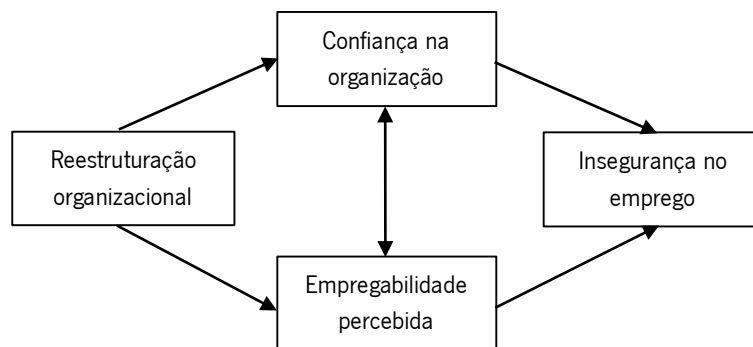 Confiança na
organização
Reestruturação
organizacional
Insegurança no
emprego
Empregabilidade
percebida